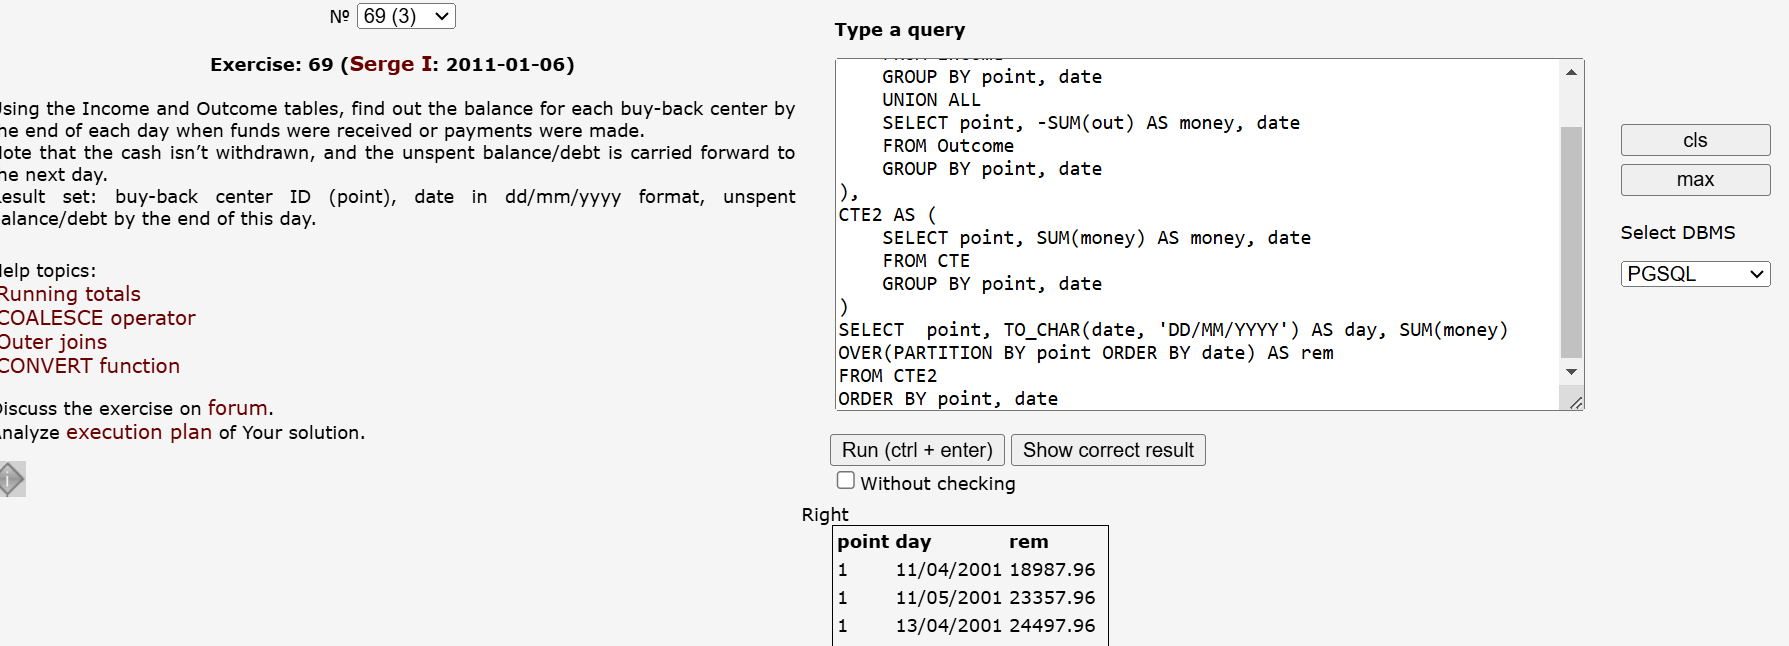 № 69 (3)
Exercise: 69 (Serge I: 2011-01-06)
sing the Income and Outcome tables, find out the balance for each buy-back center by
he end of each day when funds were received or payments were made.
ote that the cash isn’t withdrawn, and the unspent balance/debt is carried forward to
he next day.
esult set: buy-back center ID (point), date in dd/mm/yyyy format, unspent
alance/debt by the end of this day.
elp topics:
Running totals
COALESCE operator
Outer joins
CONVERT function
iscuss the exercise on forum.
nalyze execution plan of Your solution.
Type a query
GROUP BY point, date
UNION ALL
SELECT point, -SUM(out) AS money, date
FROM Outcome
GROUP BY point, date
),
CTE2 AS (
SELECT point, SUM(money) AS money, date
FROM CTE
GROUP BY point, date
)
SELECT  point, TO_CHAR(date, 'DD/MM/YYYY') AS day, SUM(money)
OVER(PARTITION BY point ORDER BY date) AS rem
FROM CTE2
ORDER BY point, date
cls
max
Select DBMS
PGSQL
Run (ctrl + enter) Show correct result
Without checking
Right
point day rem
1 11/04/2001 18987.96
1 11/05/2001 23357.96
1 13/04/2001 24497.96